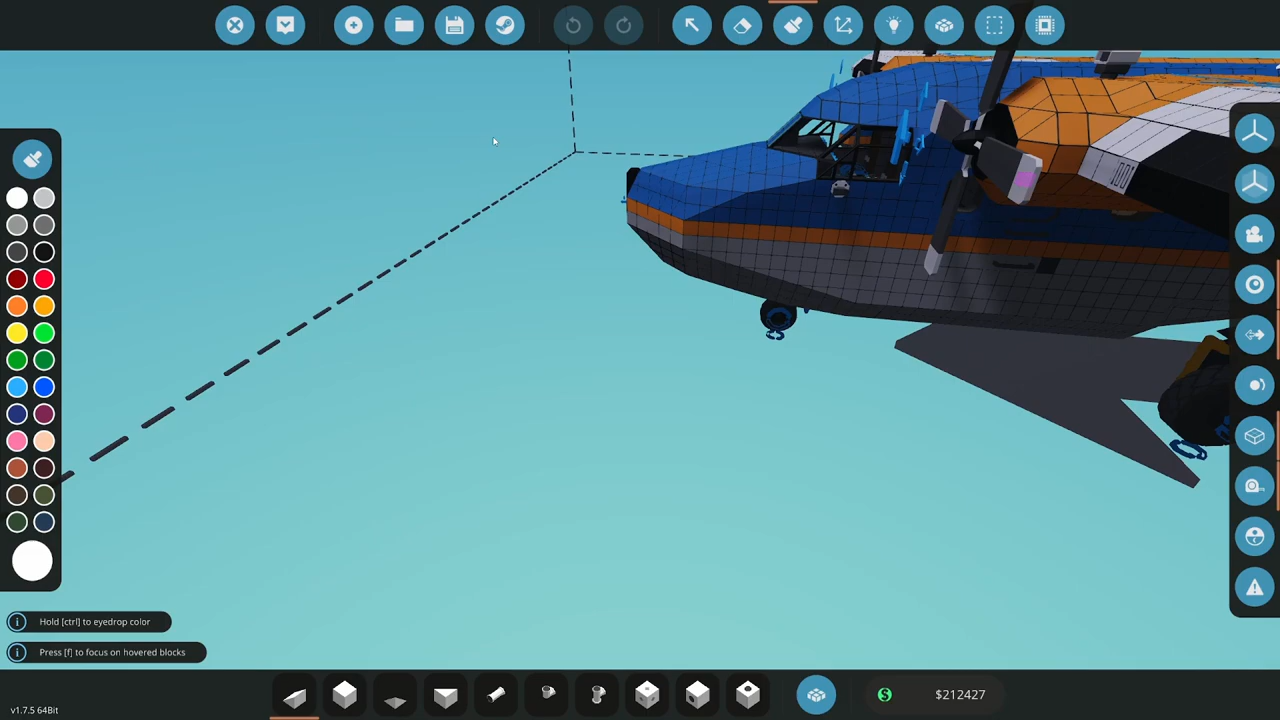 Hold [ctrl] to eyedrop color
Press [f] to focus on hovered blocks
v1.7.5 64Bit
$212427